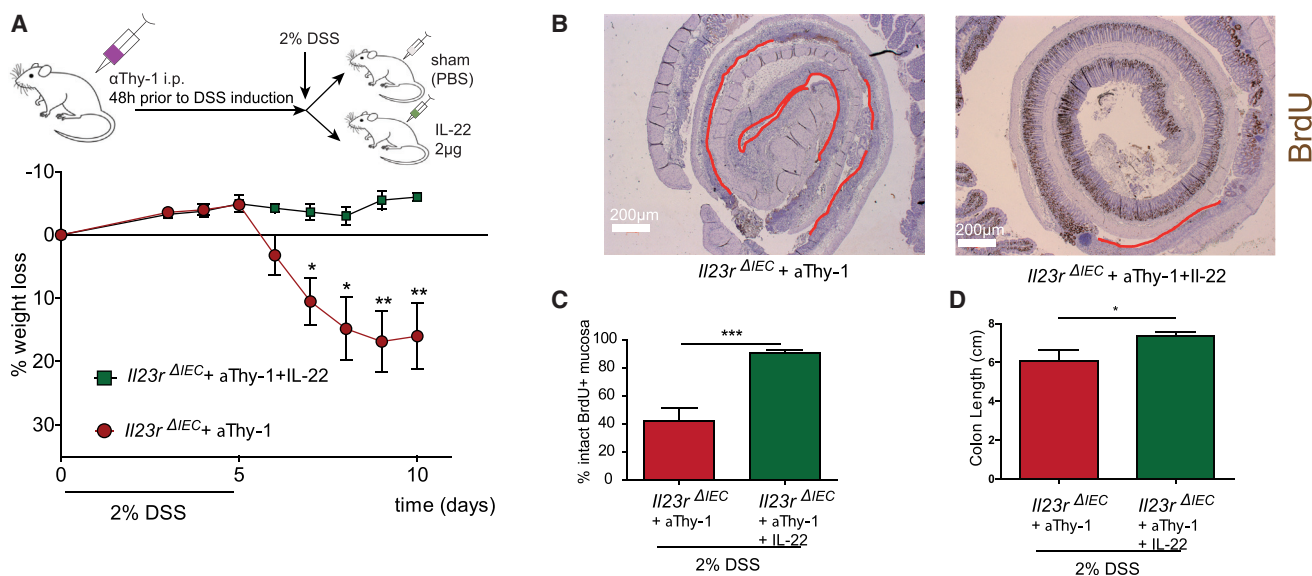 A
αThy-1 i.p.
48h prior to DSS induction
2% DSS
sham
(PBS)
IL-22
2µg
-10
0
10
20
30
% weight loss
Il23r ΔIEC+ aThy-1+IL-22
Il23r ΔIEC+ aThy-1
*
*
**
**
0
5
10
2% DSS
time (days)
B
200µm
Il23r ΔIEC + aThy-1
200µm
Il23r ΔIEC + aThy-1+Il-22
BrdU
C
% intact BrdU+ mucosa
100
80
60
40
20
0
***
Il23r ΔIEC
+ aThy-1
Il23r ΔIEC
+ aThy-1
+ IL-22
2% DSS
D
Colon Length (cm)
8
6
4
2
0
*
Il23r ΔIEC
+ aThy-1
Il23r ΔIEC
+ aThy-1
+ IL-22
2% DSS